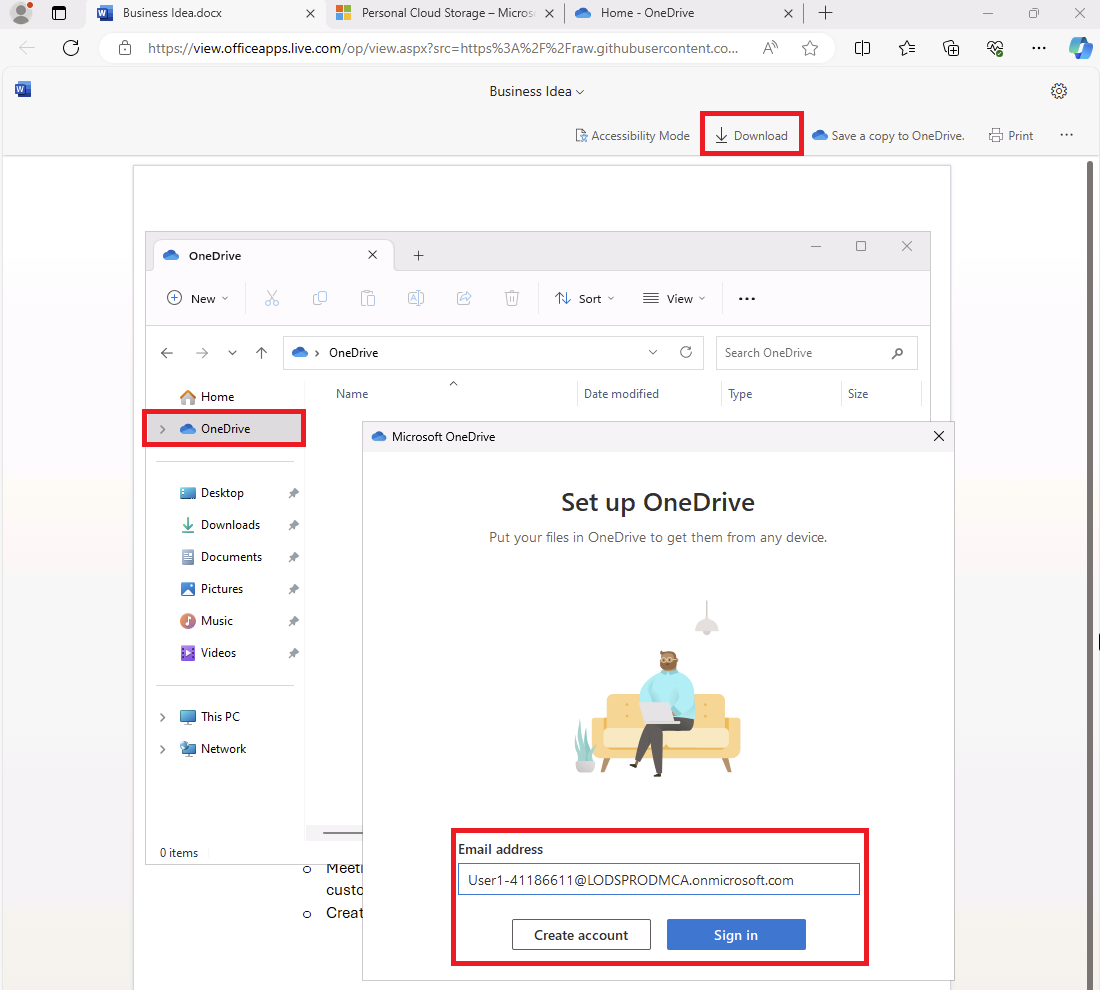 Business Idea.docx
Personal Cloud Storage – Micros
Home - OneDrive
https://view.officeapps.live.com/op/view.aspx?src=https%3A%2F%2Fraw.githubusercontent.co...
Business Idea
Accessibility Mode
Download
Save a copy to OneDrive.
Print
OneDrive
New
Sort
View
OneDrive
Search OneDrive
Name
Date modified
Type
Size
Home
OneDrive
Desktop
Downloads
Documents
Pictures
Music
Videos
This PC
Network
0 items
Microsoft OneDrive
Set up OneDrive
Put your files in OneDrive to get them from any device.
Email address
User1-41186611@LODSPRODMCA.onmicrosoft.com
Create account
Sign in
Meeti
custo
Creat